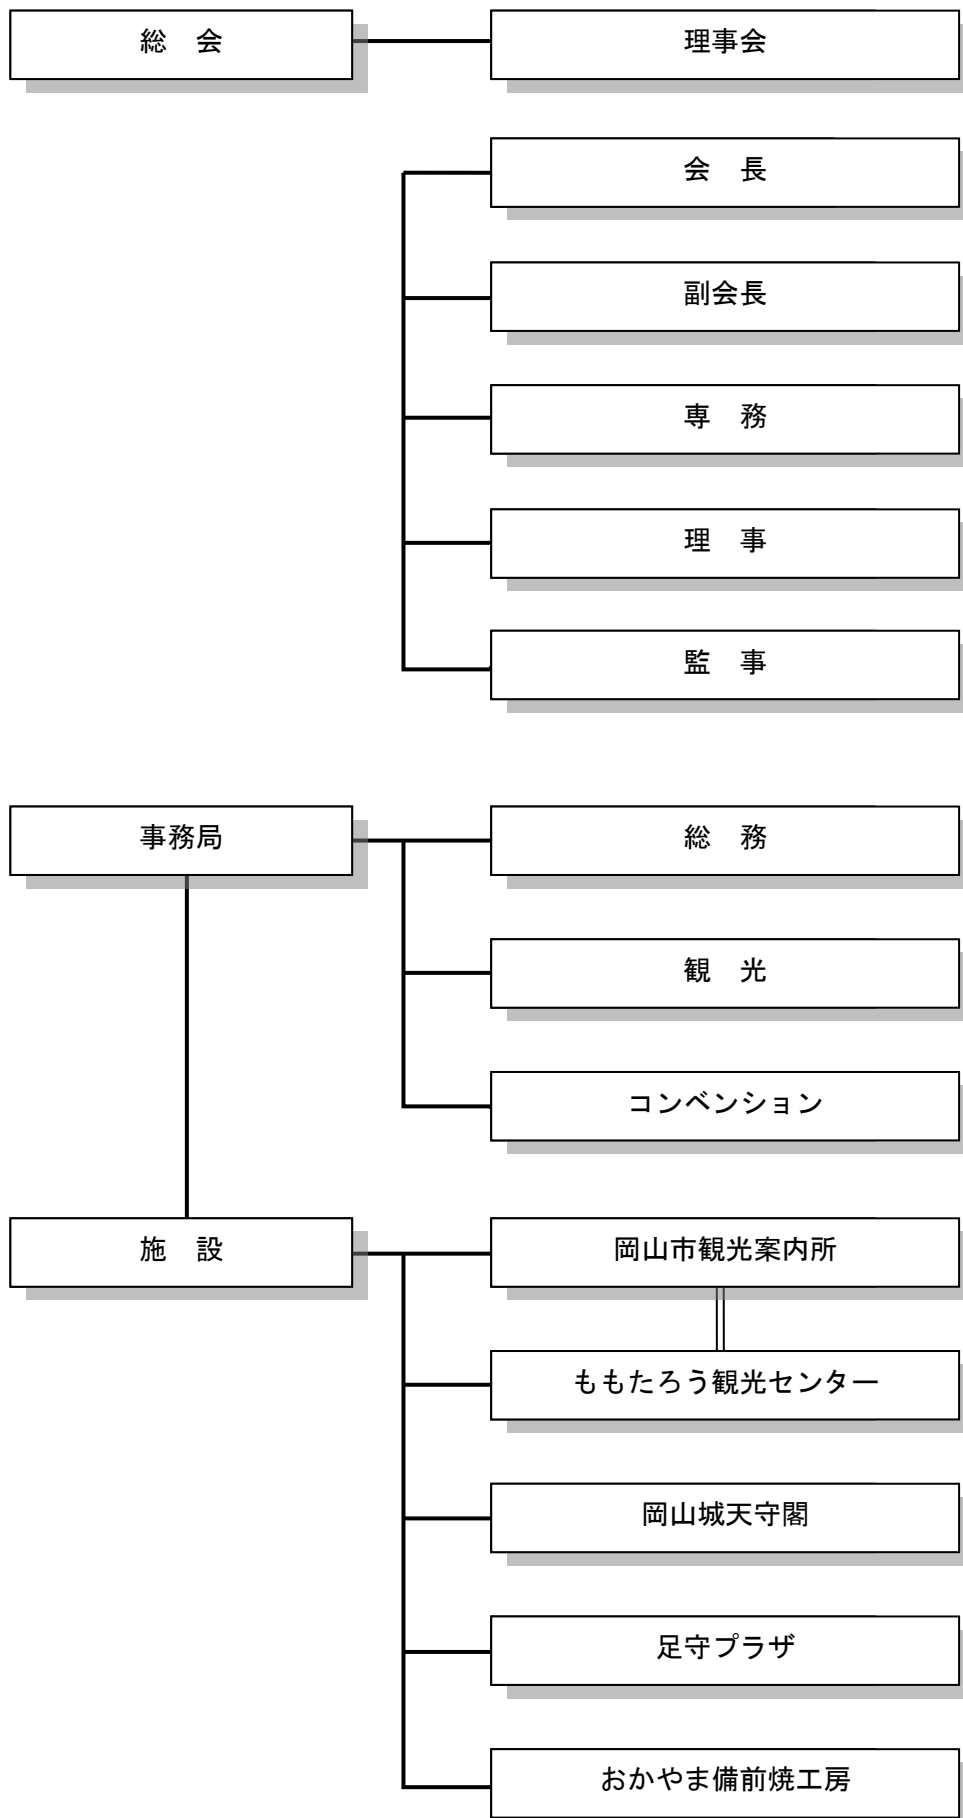 総　会
理事会
会　長
副会長
専　務
理　事
監　事
事務局
総　務
観　光
コンベンション
施　設
岡山市観光案内所
ももたろう観光センター
岡山城天守閣
足守プラザ
おかやま備前焼工房